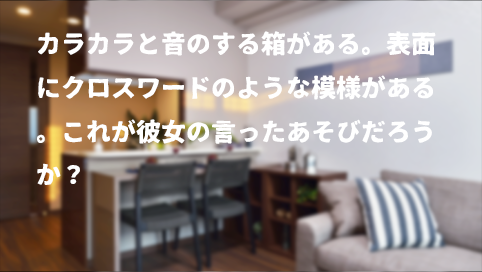 カラカラと音のする箱がある。表面
にクロスワードのような模様がある
。これが彼女の言ったあそびだろう
か？